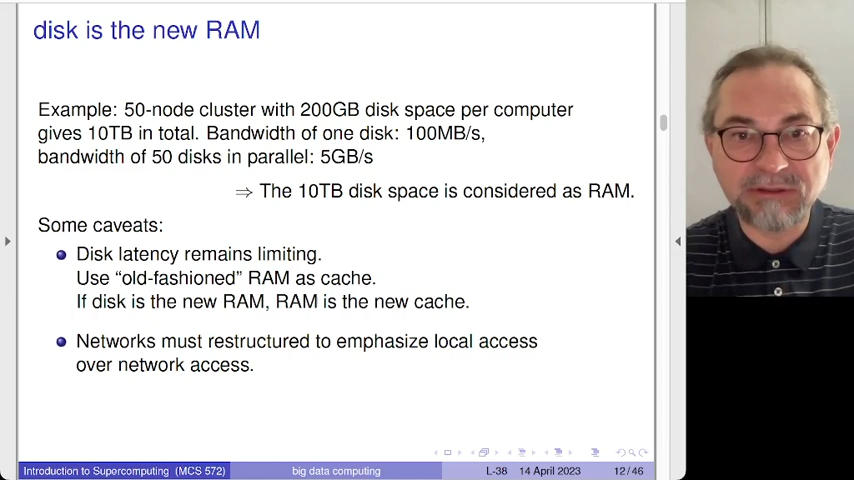 disk is the new RAM
Example: 50-node cluster with 200GB disk space per computer
gives 10TB in total. Bandwidth of one disk: 100MB/s,
bandwidth of 50 disks in parallel: 5GB/s
⇒ The 10TB disk space is considered as RAM.
Some caveats:
Disk latency remains limiting.
Use “old-fashioned” RAM as cache.
If disk is the new RAM, RAM is the new cache.
Networks must restructured to emphasize local access
over network access.
Introduction to Supercomputing (MCS 572) big data computing L-38 14 April 2023 12 / 46